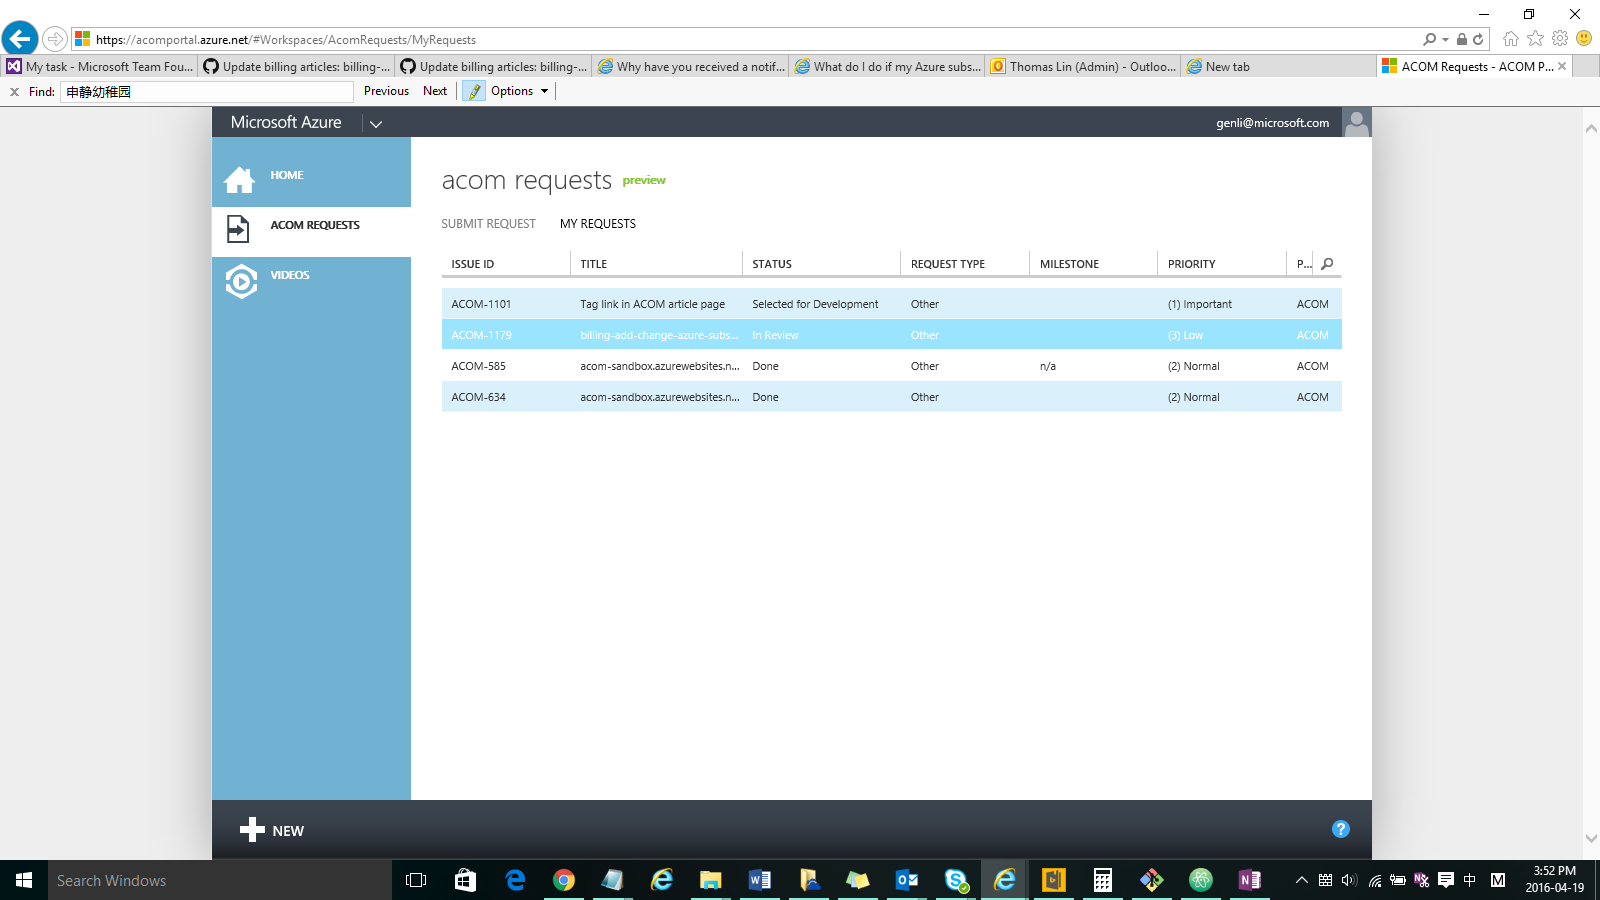 https://acomportal.azure.net/#Workspaces/AcomRequests/MyRequests
My task - Microsoft Team Fou...
Update billing articles: billing-...
Update billing articles: billing-...
Why have you received a notif...
What do I do if my Azure subs...
Thomas Lin (Admin) - Outloo...
New tab
ACOM Requests - ACOM P...
Find: 申静幼稚园 Previous Next Options
Microsoft Azure
genli@microsoft.com
HOME
ACOM REQUESTS
VIDEOS
acom requests preview
SUBMIT REQUEST MY REQUESTS
ISSUE ID TITLE STATUS REQUEST TYPE MILESTONE PRIORITY P...
ACOM-1101 Tag link in ACOM article page Selected for Development Other (1) Important ACOM
ACOM-1179 billing-add-change-azure-subs... In Review Other (3) Low ACOM
ACOM-585 acom-sandbox.azurewebsites.n... Done Other n/a (2) Normal ACOM
ACOM-634 acom-sandbox.azurewebsites.n... Done Other (2) Normal ACOM
NEW
?
Search Windows
中
M
3:52 PM
2016-04-19